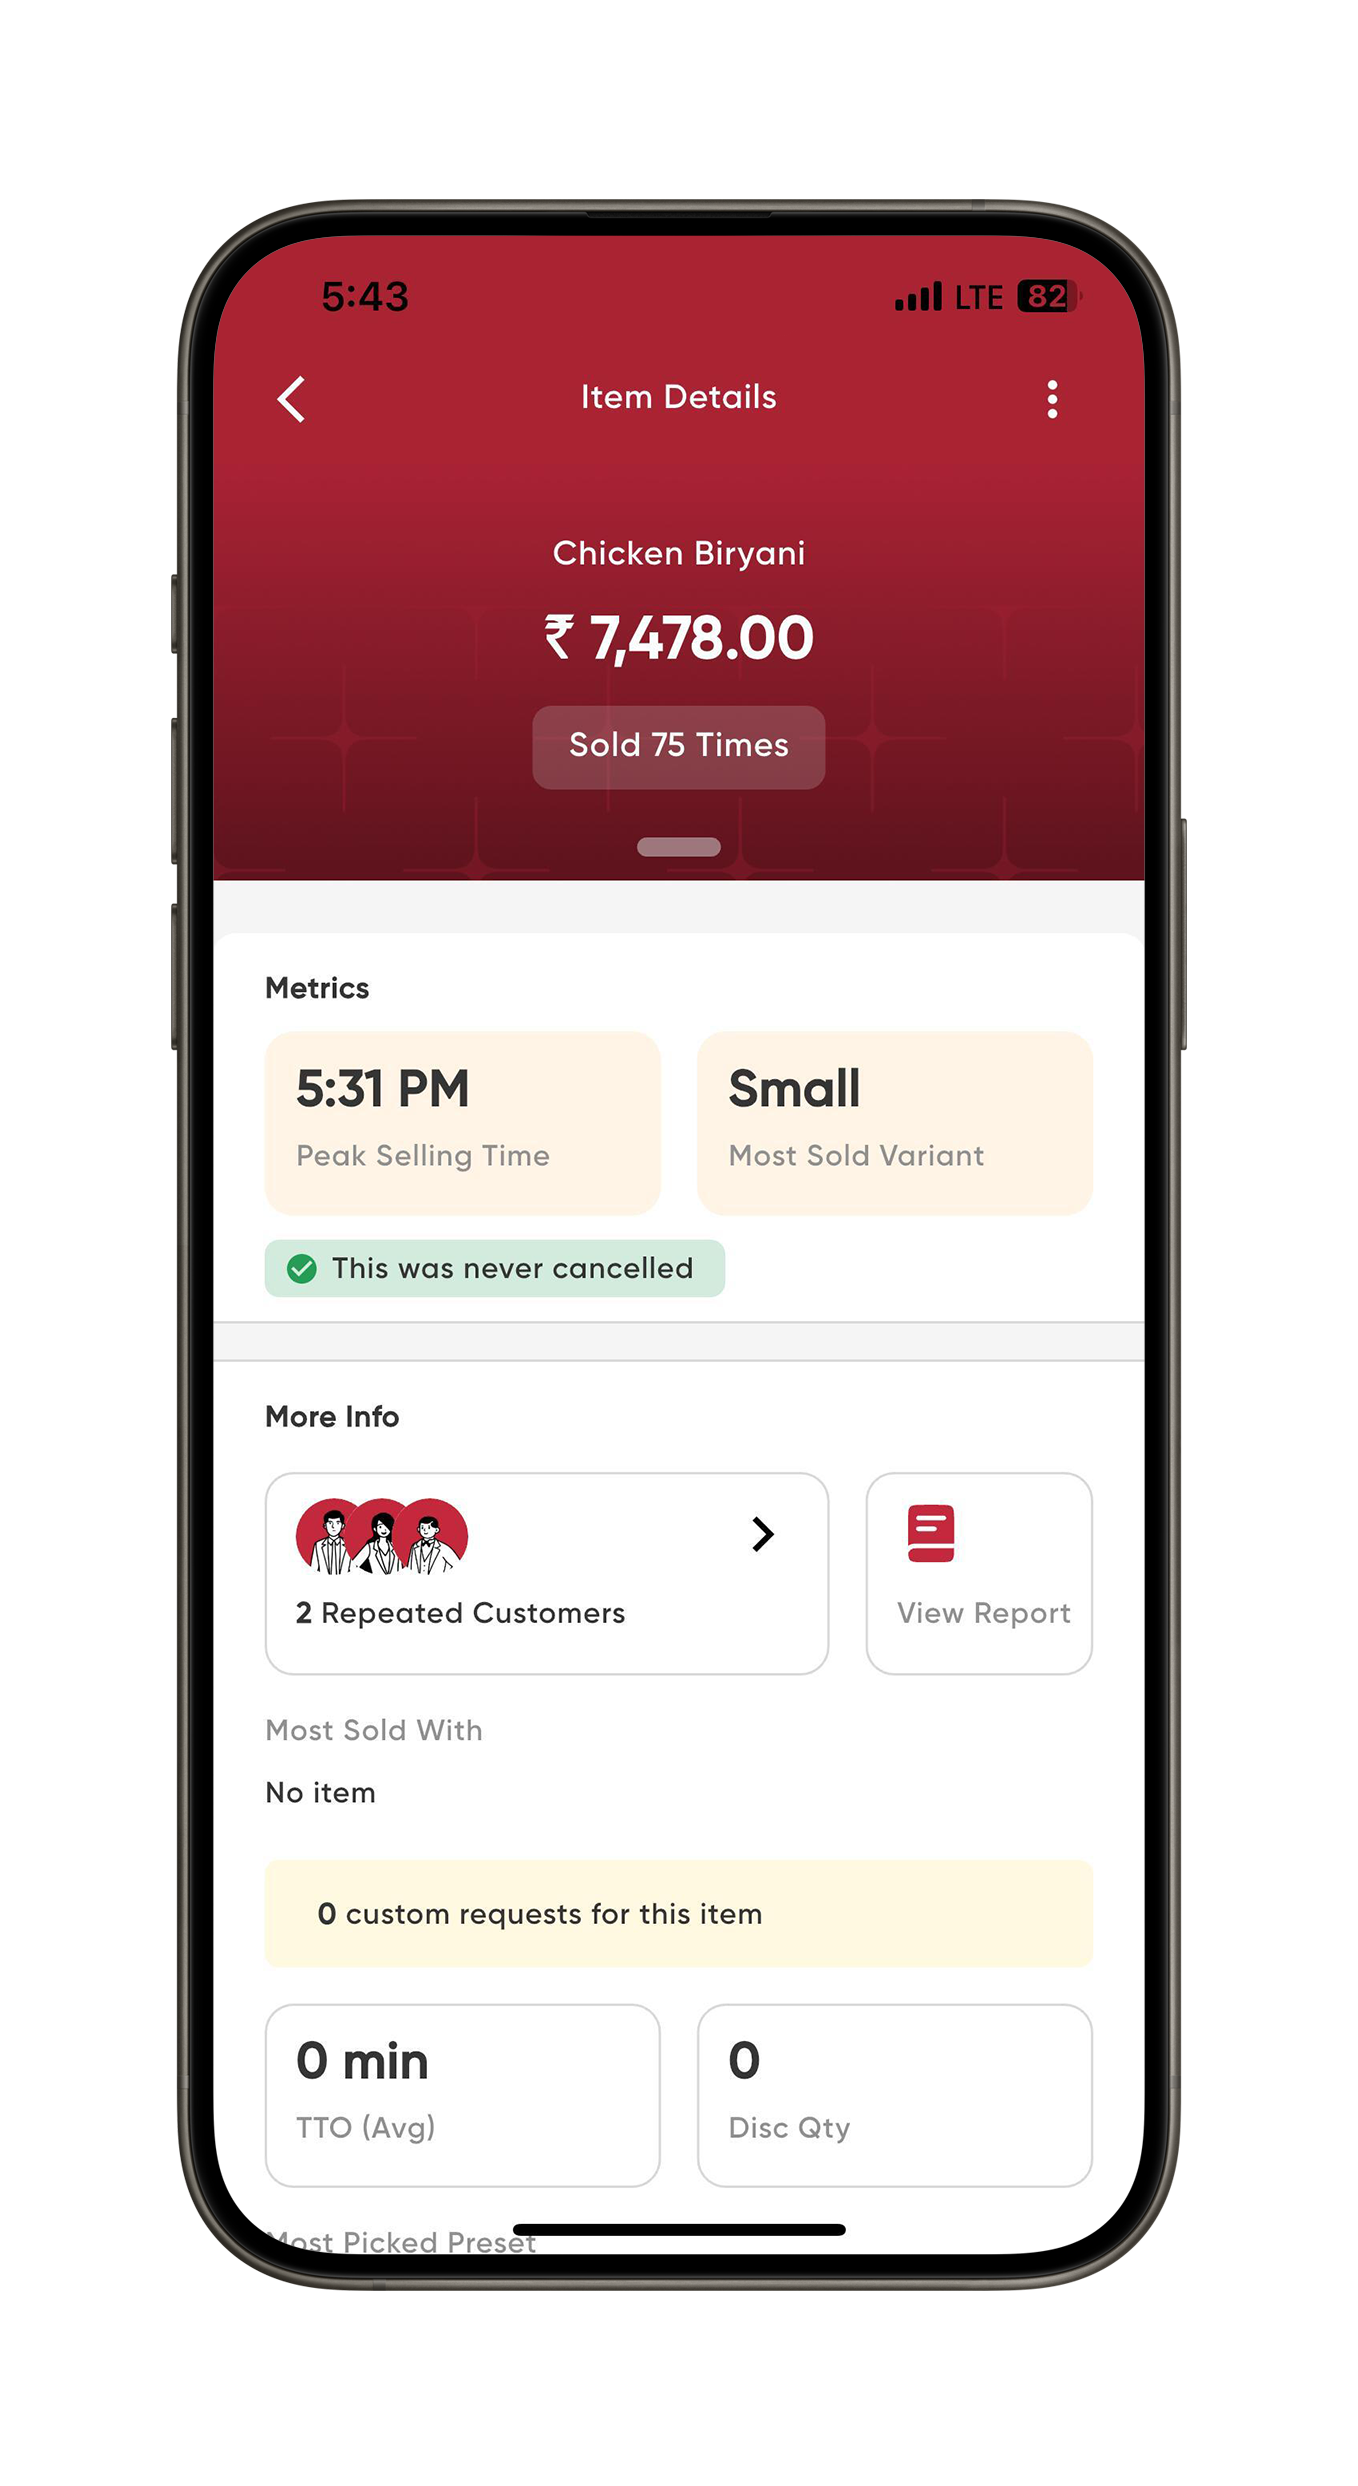 5:43
LTE 82
Item Details
Chicken Biryani
₹ 7,478.00
Sold 75 Times
Metrics
5:31 PM
Peak Selling Time
Small
Most Sold Variant
This was never cancelled
More Info
2 Repeated Customers
View Report
Most Sold With
No item
0 custom requests for this item
0 min
TTO (Avg)
0
Disc Qty
Most Picked Preset